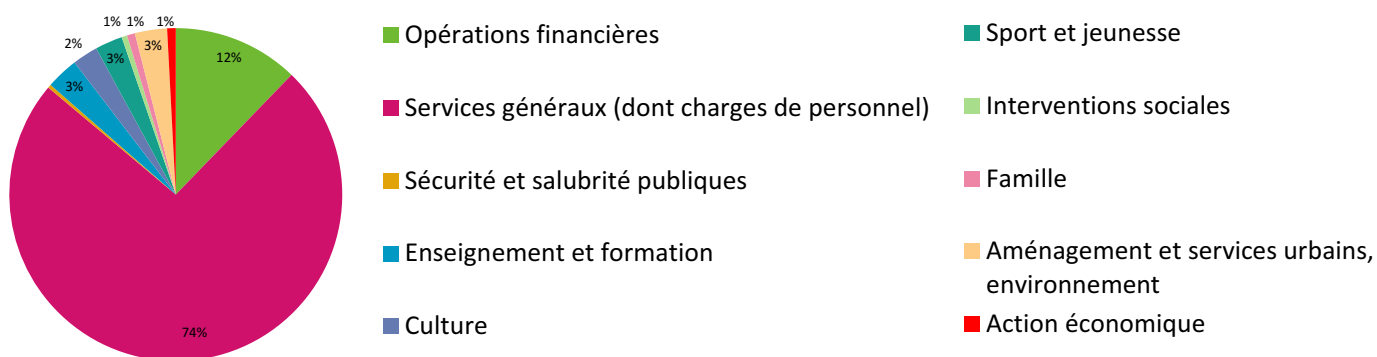 1% 1% 1%
2%
3%
3%
3%
12%
74%
Opérations financières
Services généraux (dont charges de personnel)
Sécurité et salubrité publiques
Enseignement et formation
Culture
Sport et jeunesse
Interventions sociales
Famille
Aménagement et services urbains,
environnement
Action économique